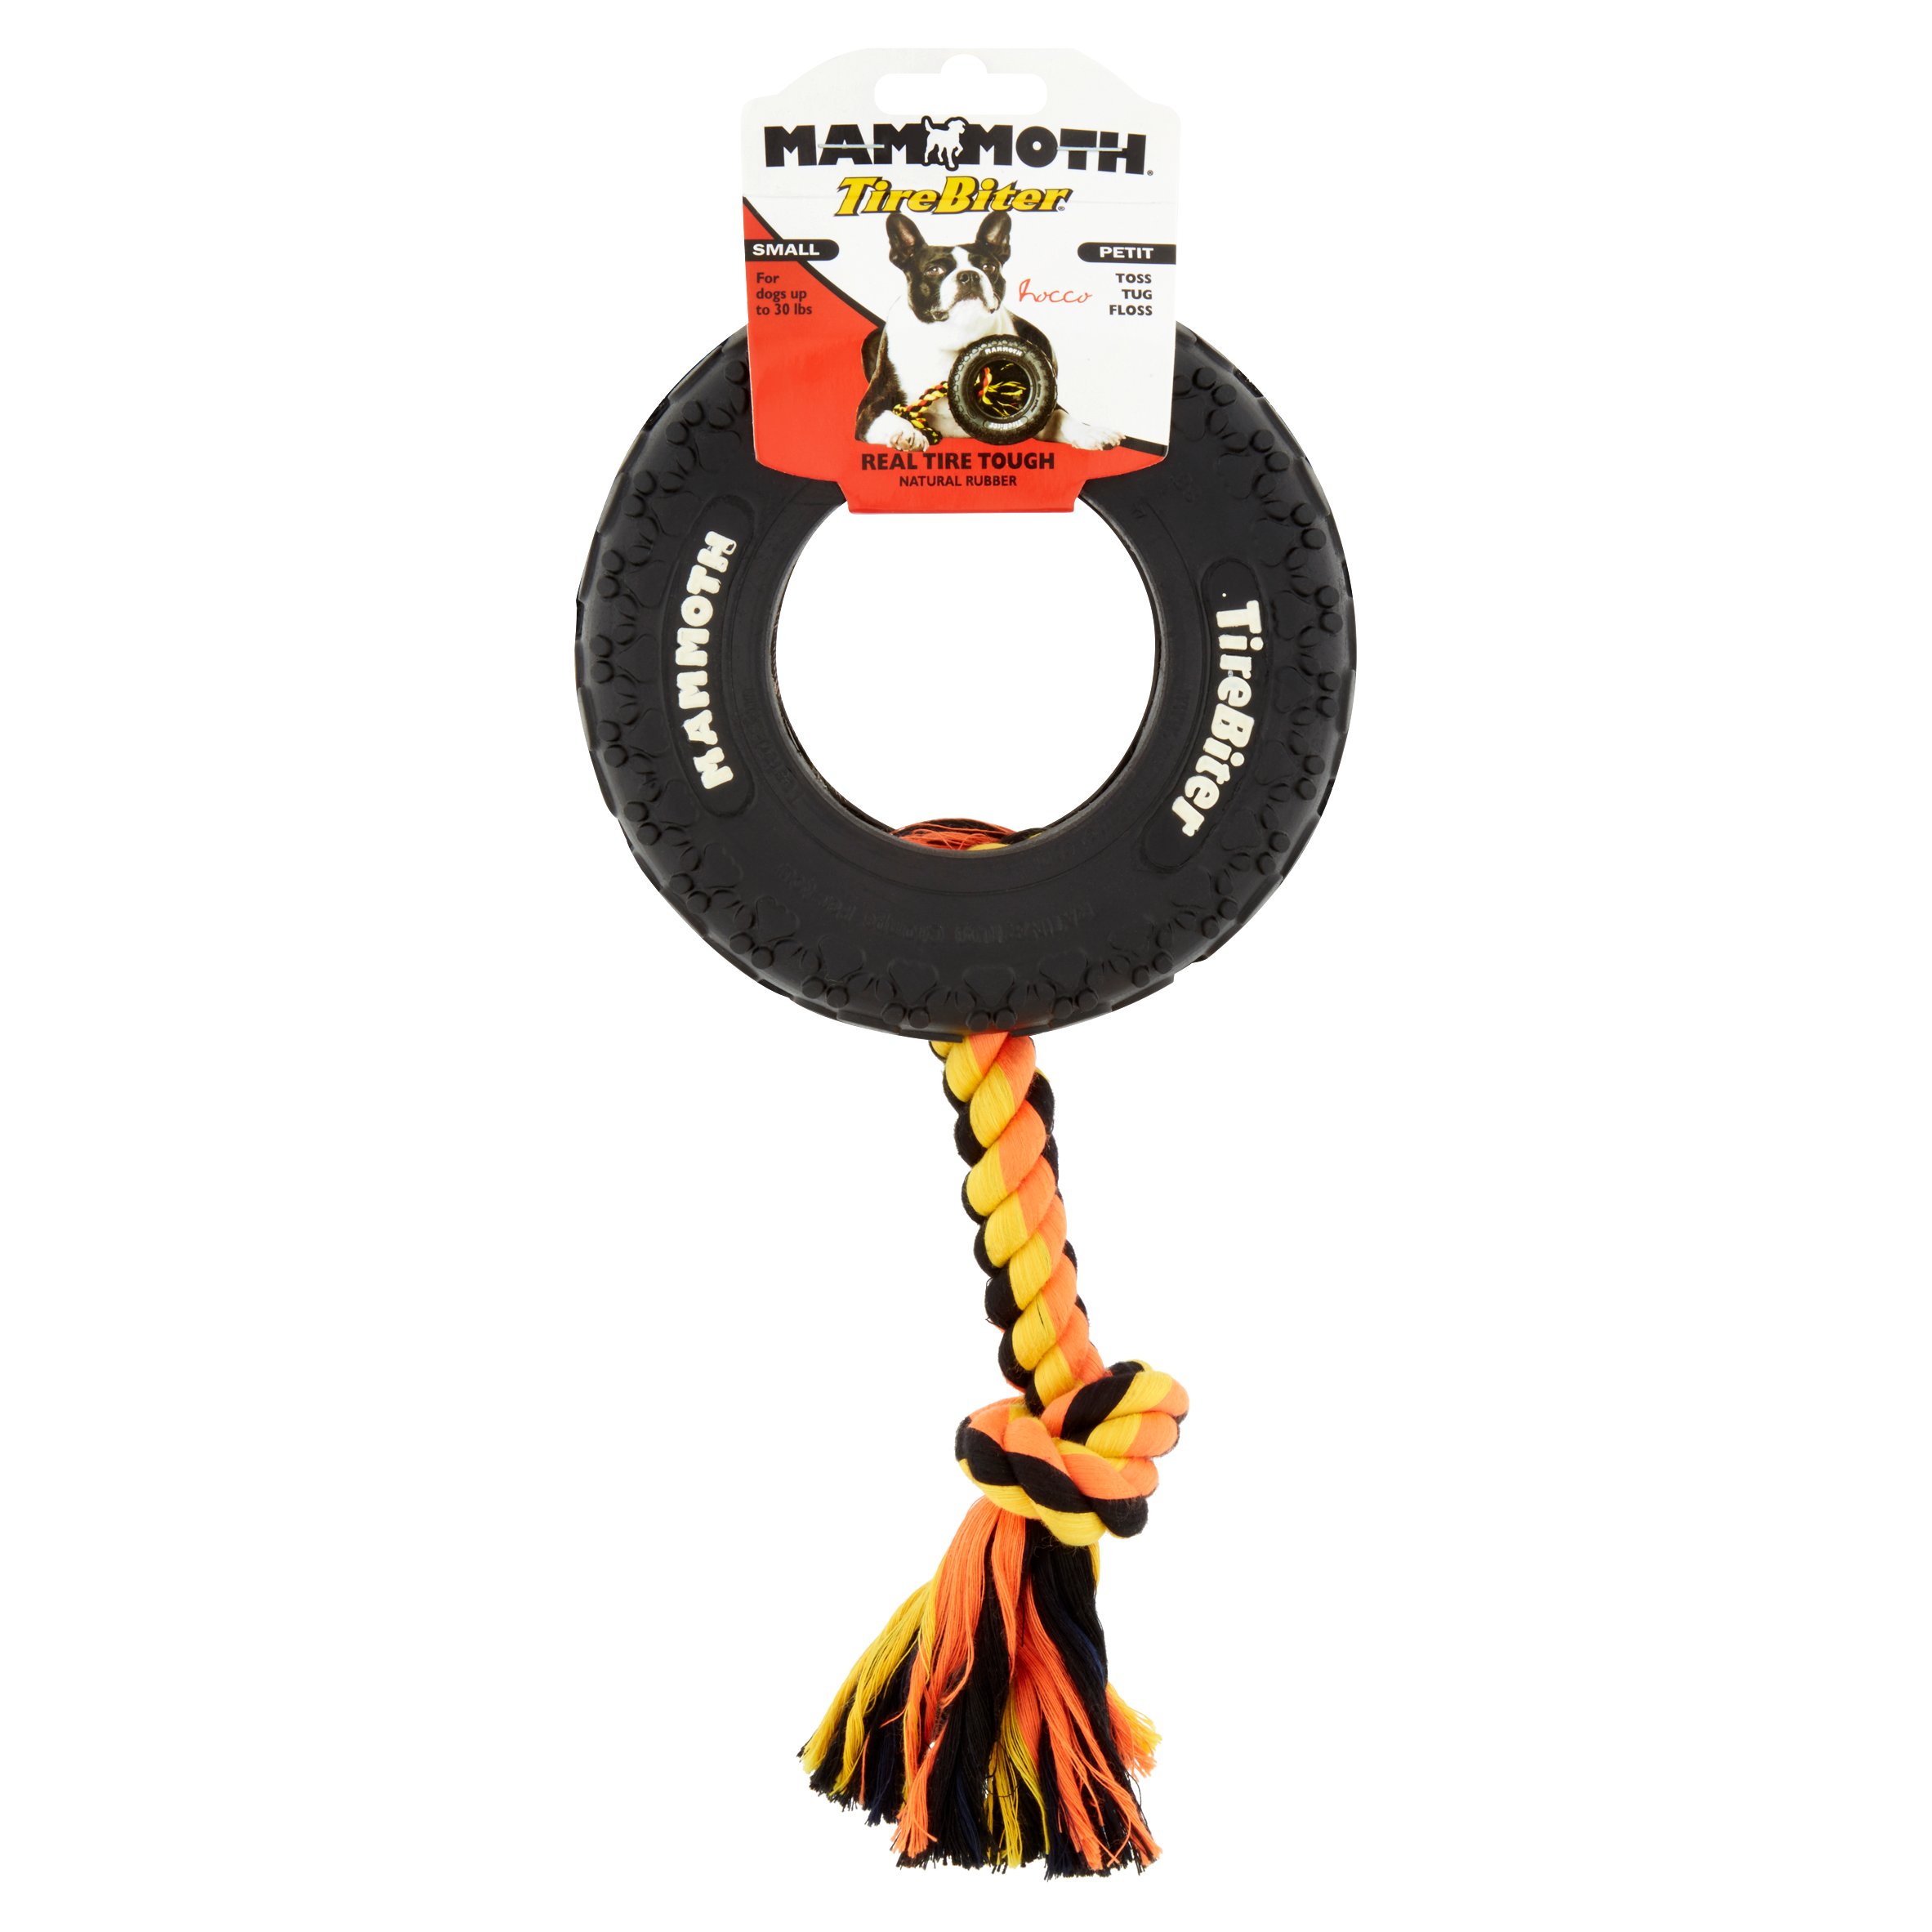 MAMMOTH®
TireBiter®
SMALL
For
dogs up
to 30 lbs
PETIT
TOSS
TUG
FLOSS
Rocco
MAMMOTH
REAL TIRE TOUGH
NATURAL RUBBER
MAMMOTH
TireBiter